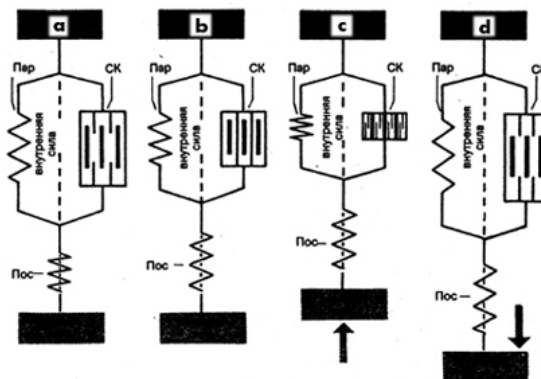 a
b
c
d
Пар
СК
внутренняя
сила
Пос
Пар
СК
внутренняя
сила
Пос
Пар
СК
внутренняя
сила
Пос
Пар
СК
внутренняя
сила
Пос